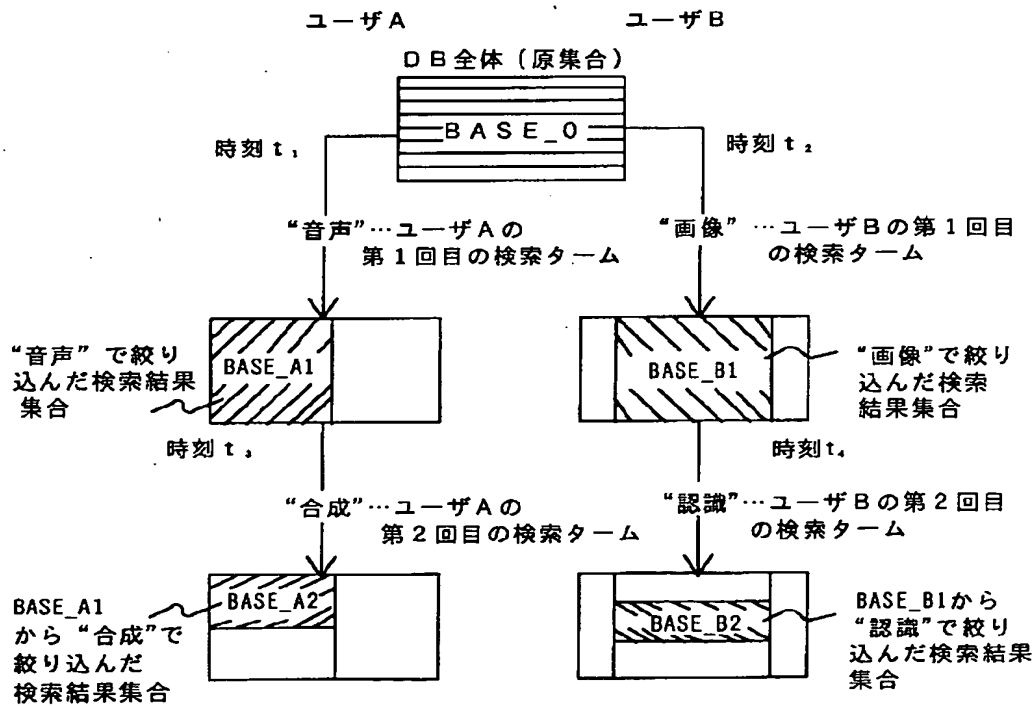 ユーザA
ユーザB
DB全体(原集合)
BASE_0
時刻t₁
時刻t₂
“音声”…ユーザAの
第1回目の検索ターム
“画像”…ユーザBの第1回目
の検索ターム
“音声”で絞り
込んだ検索結果
集合
BASE_A1
BASE_B1
“画像”で絞り
込んだ検索
結果集合
時刻t₃
時刻t₄
“合成”…ユーザAの
第2回目の検索ターム
“認識”…ユーザBの第2回目
の検索ターム
BASE_A1
から“合成”で
絞り込んだ
検索結果集合
BASE_A2
BASE_B2
BASE_B1から
“認識”で絞り
込んだ検索結果
集合